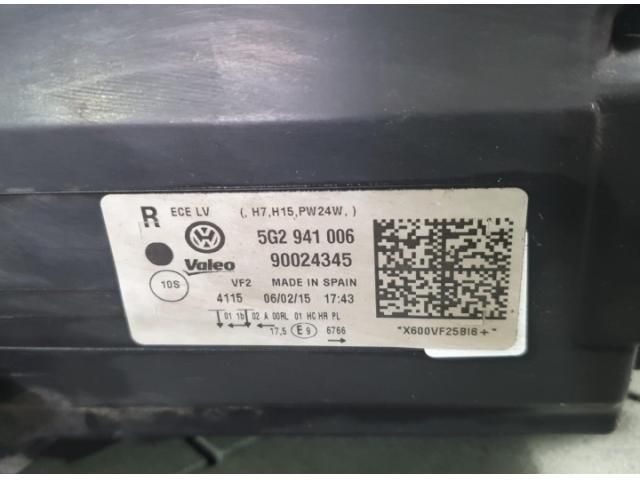 R ECE LV (, H7,H15,PW24W, )
5G2 941 006
Valeo 90024345
10S VF2 MADE IN SPAIN
4115 06/02/15 17:43
01 1b 02 A 00RL 01 HC HR PL
17,5 E9 6766
"X600VF25BI6+"